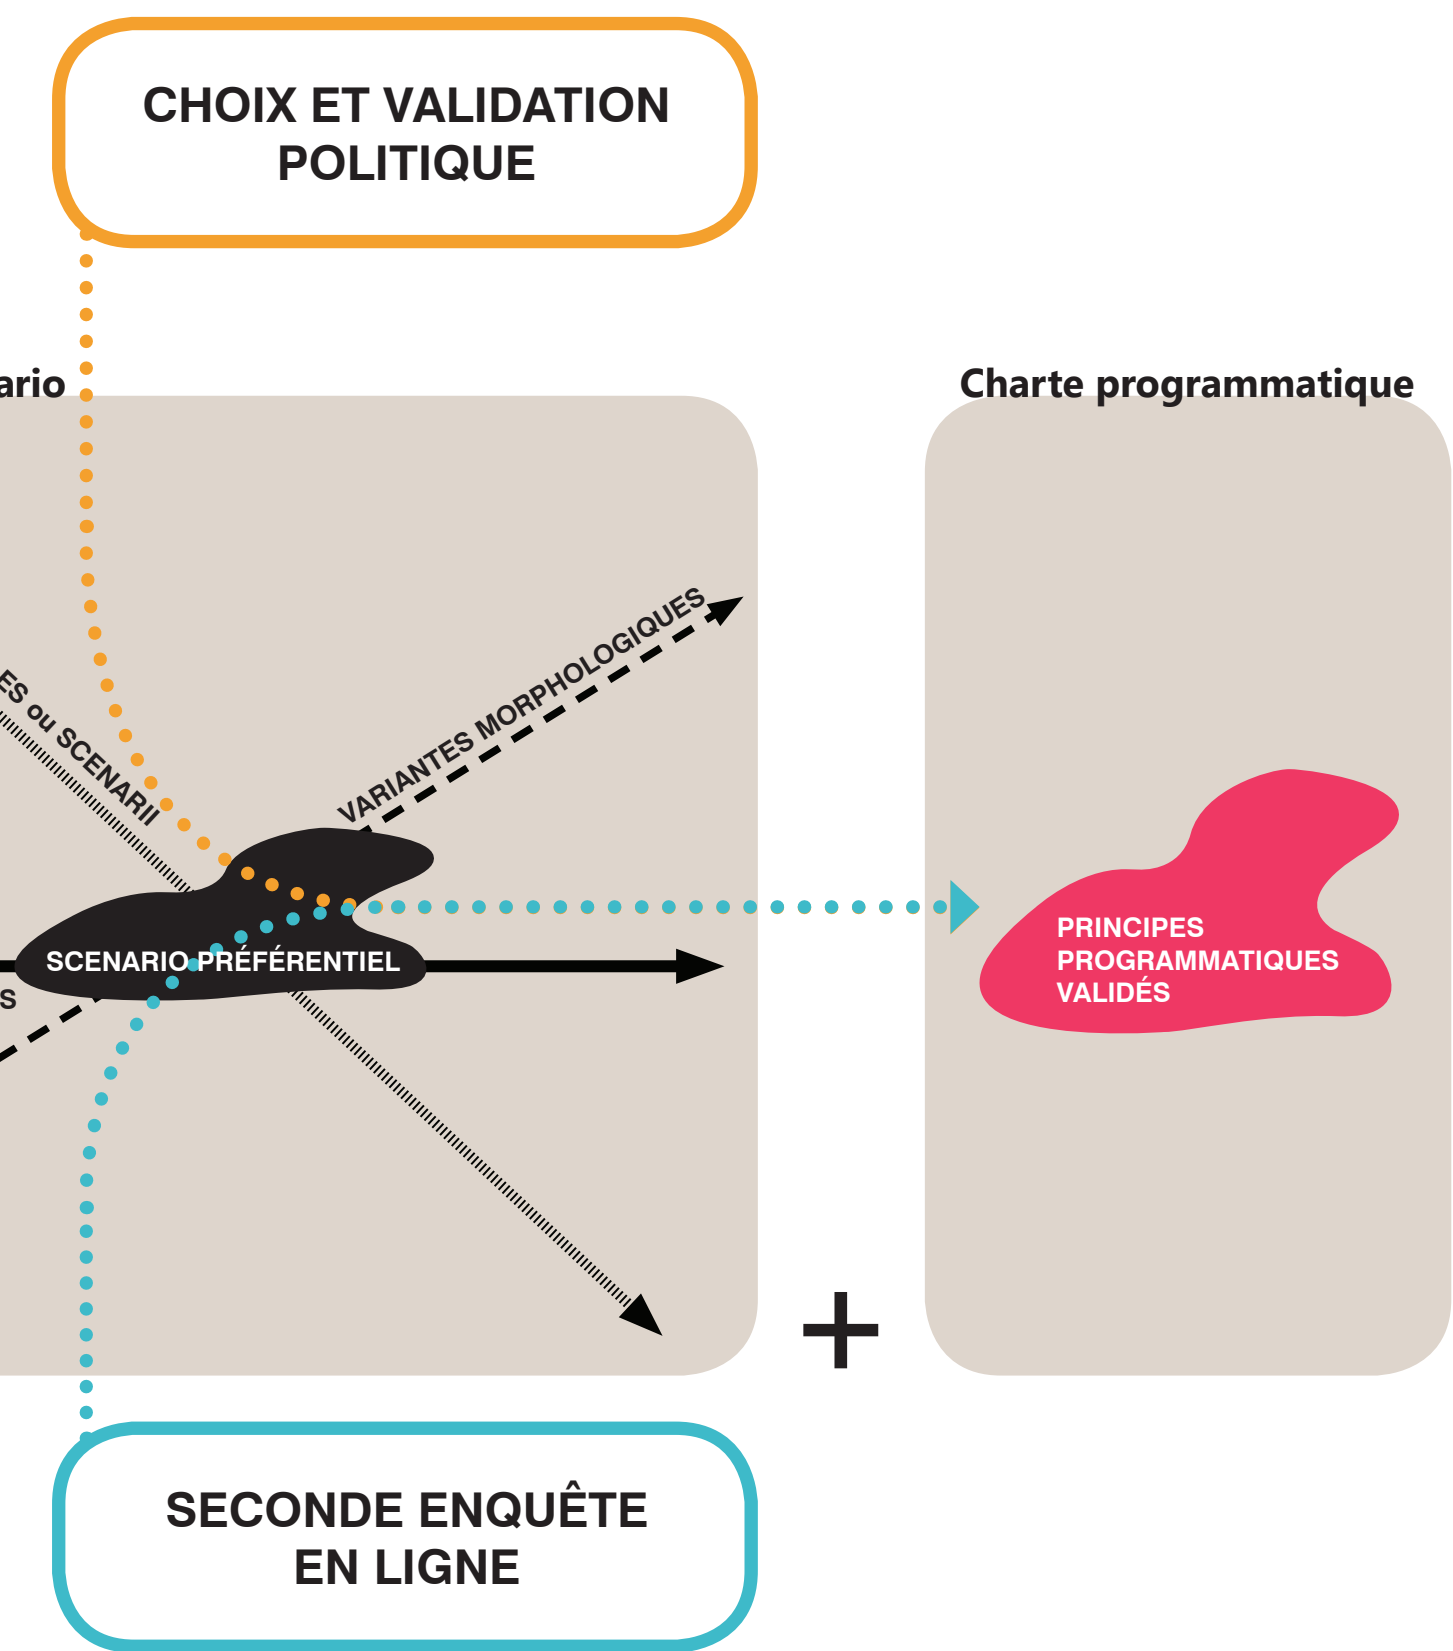 CHOIX ET VALIDATION
POLITIQUE
ario
Charte programmatique
VARIANTES MORPHOLOGIQUES
ES ou SCENARII
SCENARIO PRÉFÉRENTIEL
S
PRINCIPES
PROGRAMMATIQUES
VALIDÉS
+
SECONDE ENQUÊTE
EN LIGNE